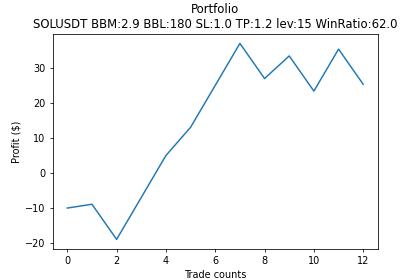 Portfolio
SOLUSDT BBM:2.9 BBL:180 SL:1.0 TP:1.2 lev:15 WinRatio:62.0
Profit ($)
30
20
10
0
−10
−20
0 2 4 6 8 10 12
Trade counts